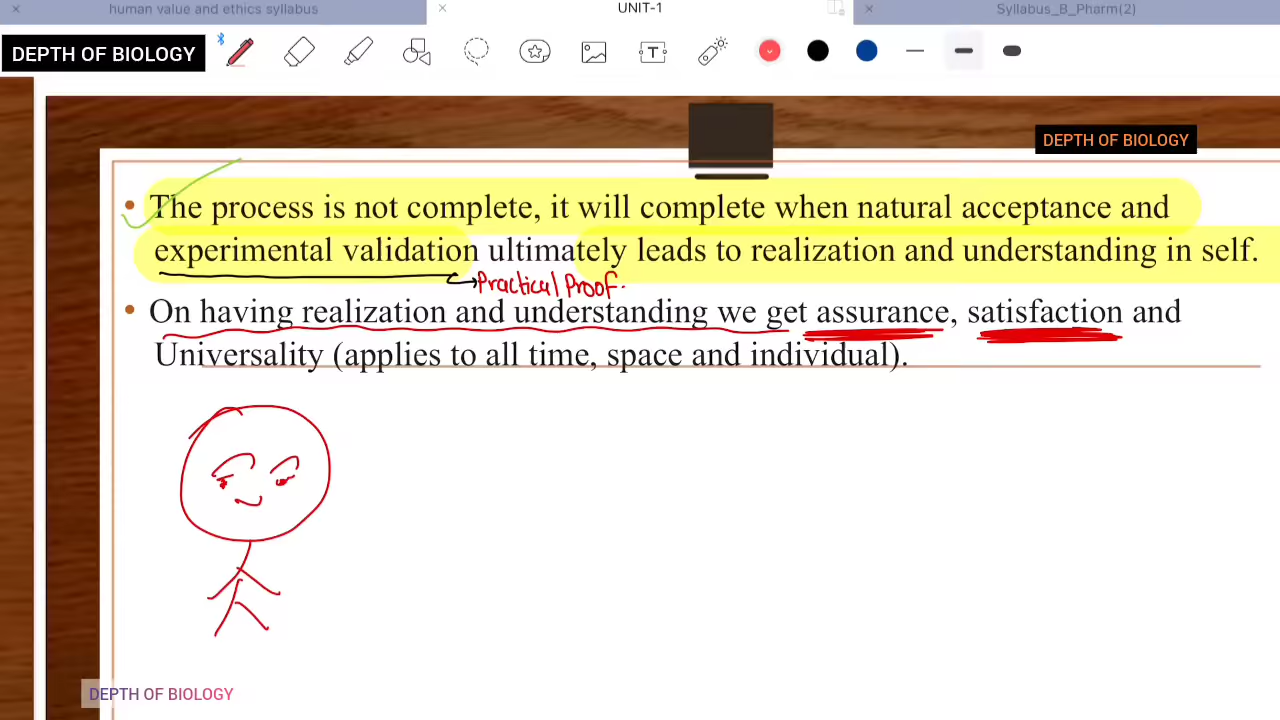 human value and ethics syllabus
UNIT-1
Syllabus_B_Pharm(2)
DEPTH OF BIOLOGY
T
DEPTH OF BIOLOGY
• The process is not complete, it will complete when natural acceptance and
experimental validation ultimately leads to realization and understanding in self.
Practical Proof.
• On having realization and understanding we get assurance, satisfaction and
Universality (applies to all time, space and individual).
DEPTH OF BIOLOGY